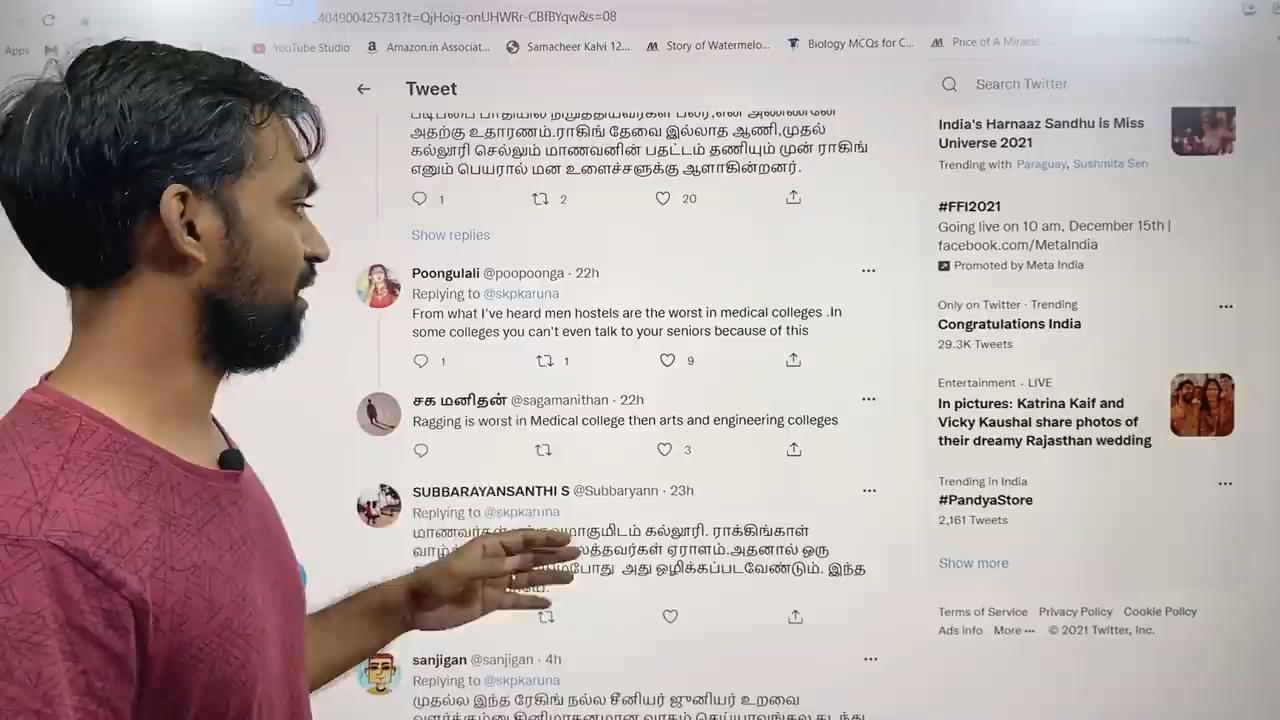 404900425731?t=QjHoig-onUHWRr-CBfBYqw&s=08
Apps
YouTube Studio
Amazon.in Associat...
Samacheer Kalvi 12...
Story of Watermelo...
Biology MCQs for C...
Price of A Miracle
Tweet
அதற்கு உதாரணம்.ராகிங் தேவை இல்லாத ஆணி,முதல்
கல்லூரி செல்லும் மாணவனின் பதட்டம் தணியும் முன் ராகிங்
எனும் பெயரால் மன உளைச்சளுக்கு ஆளாகின்றனர்.
1 2 20
Show replies
Poongulali @poopoonga · 22h
Replying to @skpkaruna
From what I've heard men hostels are the worst in medical colleges .In
some colleges you can't even talk to your seniors because of this
1 1 9
சக மனிதன் @sagamanithan · 22h
Ragging is worst in Medical college then arts and engineering colleges
3
SUBBARAYANSANTHI S @Subbaryann · 23h
Replying to @skpkaruna
மாணவர்கள் கல்லூரி. ராக்கிங்காள்
ஏராளம்.அதனால் ஒரு
அது ஒழிக்கப்படவேண்டும். இந்த
sanjigan @sanjigan · 4h
Replying to @skpkaruna
முதல்ல இந்த ரேகிங் நல்ல சீனியர் ஜுனியர் உறவை
Search Twitter
India's Harnaaz Sandhu is Miss
Universe 2021
Trending with Paraguay, Sushmita Sen
#FFI2021
Going live on 10 am, December 15th |
facebook.com/MetaIndia
Promoted by Meta India
Only on Twitter · Trending
Congratulations India
29.3K Tweets
Entertainment · LIVE
In pictures: Katrina Kaif and
Vicky Kaushal share photos of
their dreamy Rajasthan wedding
Trending in India
#PandyaStore
2,161 Tweets
Show more
Terms of Service Privacy Policy Cookie Policy
Ads info More ··· © 2021 Twitter, Inc.